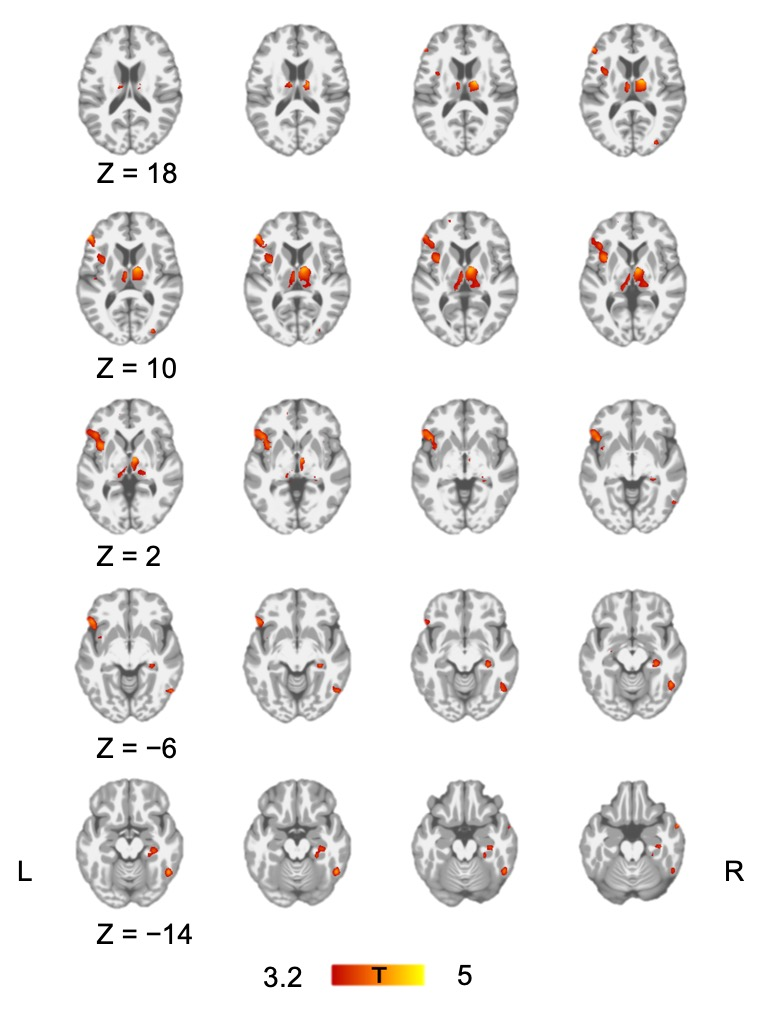 Z = 18
Z = 10
Z = 2
Z = −6
L
R
Z = −14
3.2 T 5